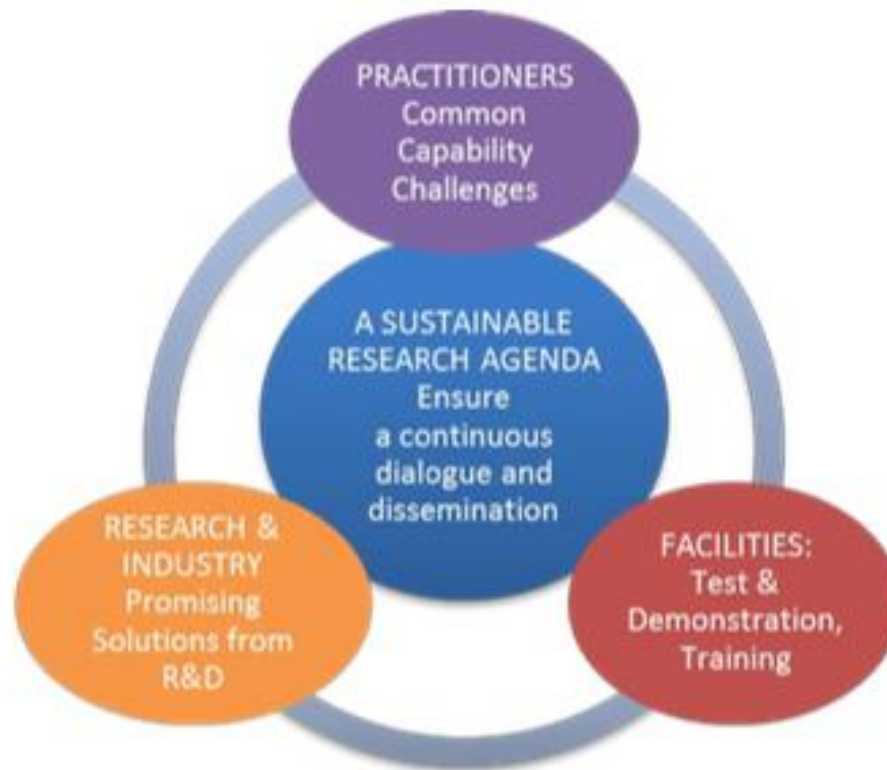 PRACTITIONERS
Common
Capability
Challenges
A SUSTAINABLE
RESEARCH AGENDA
Ensure
a continuous
dialogue and
dissemination
RESEARCH &
INDUSTRY
Promising
Solutions from
R&D
FACILITIES:
Test &
Demonstration,
Training